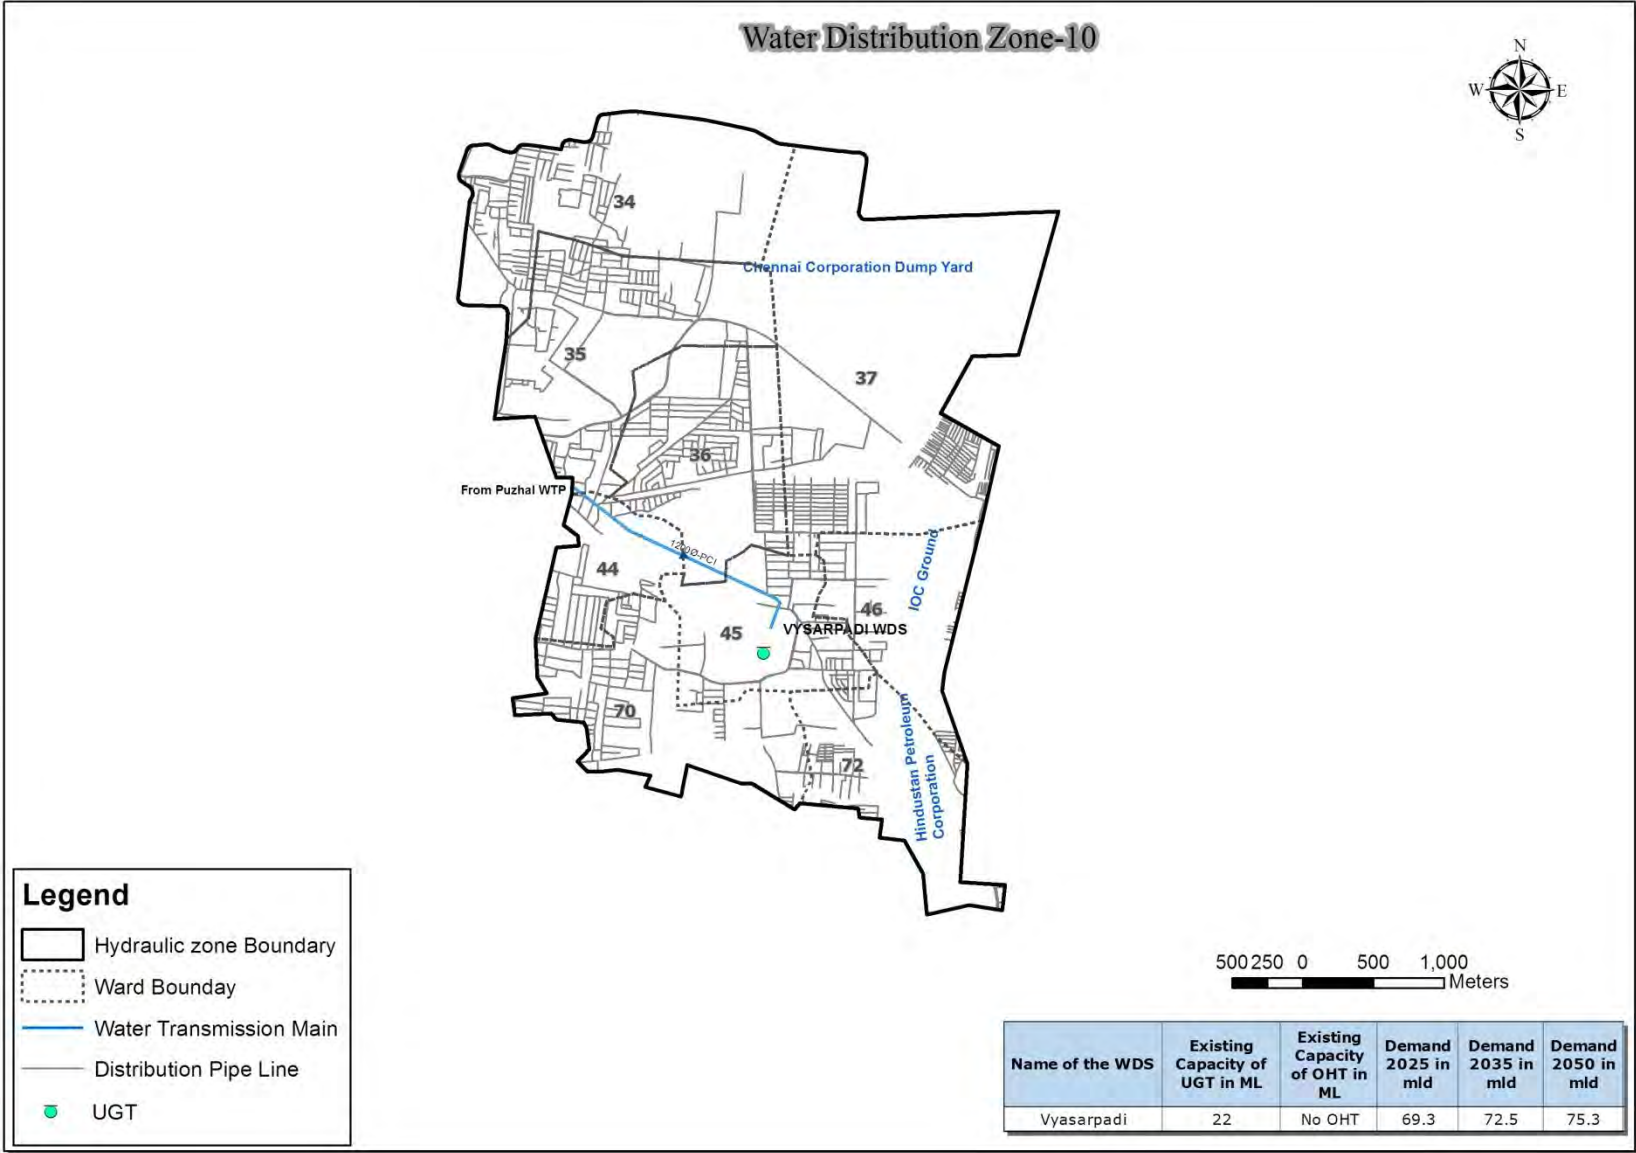 Water Distribution Zone-10
N
W E
S
34
Chennai Corporation Dump Yard
35
37
36
From Puzhal WTP
1200Ø-PCI
44
IOC Ground
46
45
VYSARPADI WDS
70
Hindustan Petroleum
Corporation
72
Legend
Hydraulic zone Boundary
Ward Bounday
Water Transmission Main
Distribution Pipe Line
UGT
500 250 0 500 1,000
Meters
Name of the WDS
Existing
Capacity of
UGT in ML
Existing
Capacity
of OHT in
ML
Demand
2025 in
mld
Demand
2035 in
mld
Demand
2050 in
mld
Vyasarpadi 22 No OHT 69.3 72.5 75.3